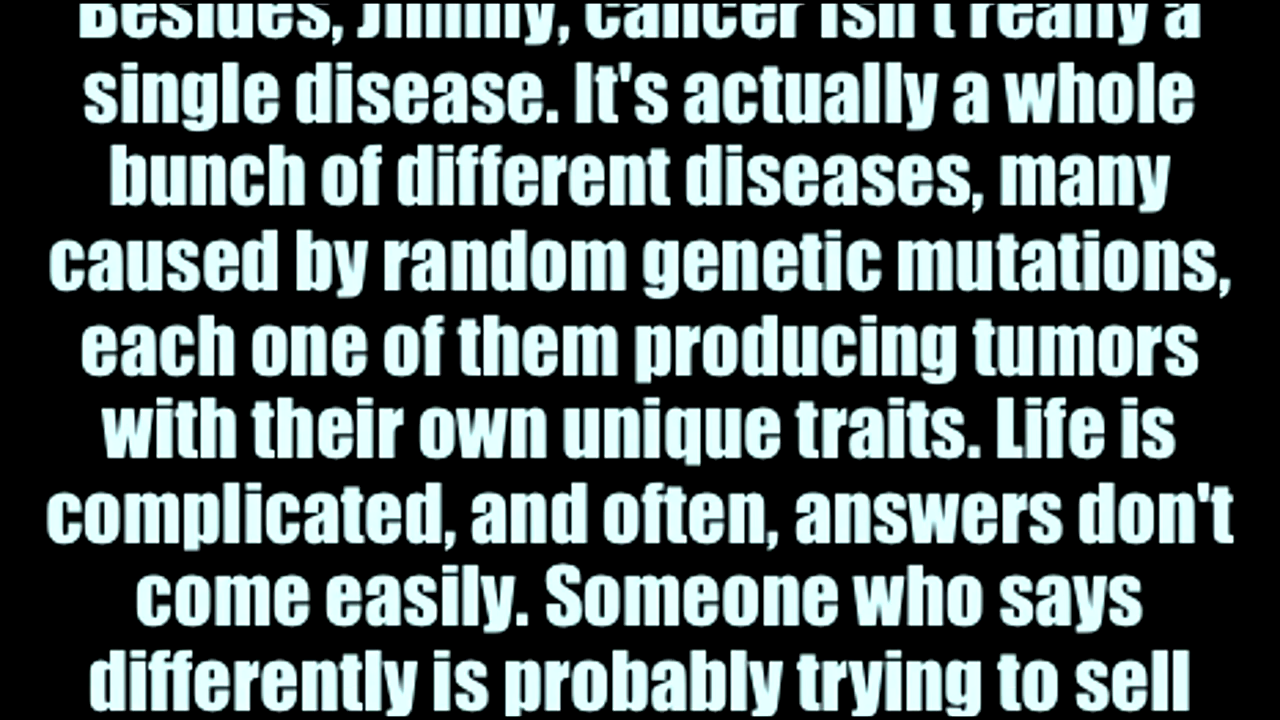 Besides, Jimmy, cancer isn't really a
single disease. It's actually a whole
bunch of different diseases, many
caused by random genetic mutations,
each one of them producing tumors
with their own unique traits. Life is
complicated, and often, answers don't
come easily. Someone who says
differently is probably trying to sell